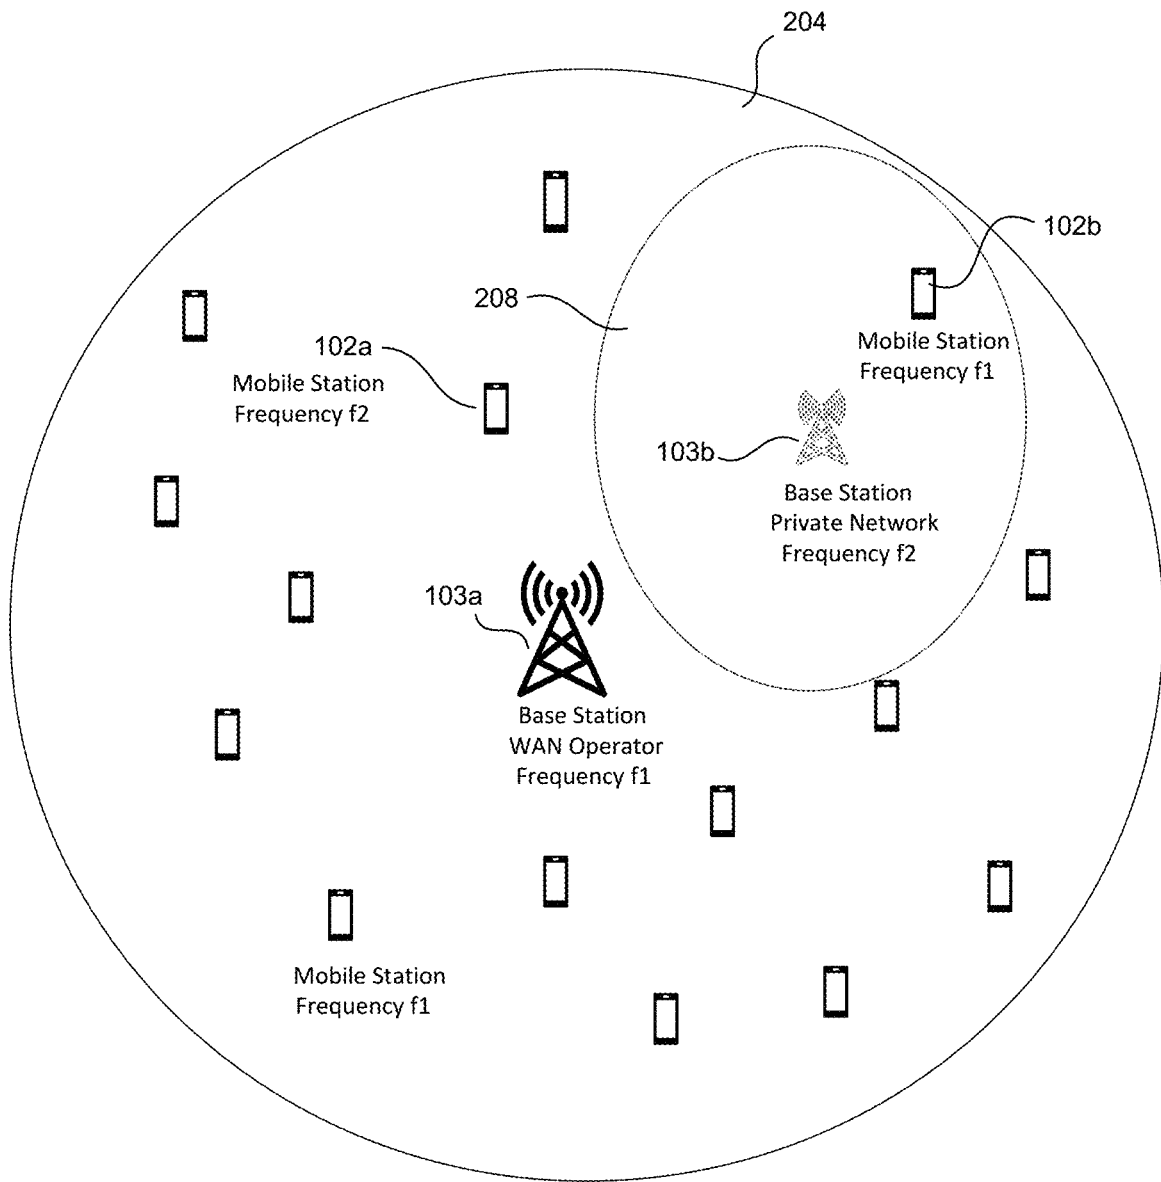 204
102b
208
Mobile Station
Frequency f1
102a
Mobile Station
Frequency f2
103b
Base Station
Private Network
Frequency f2
103a
Base Station
WAN Operator
Frequency f1
Mobile Station
Frequency f1